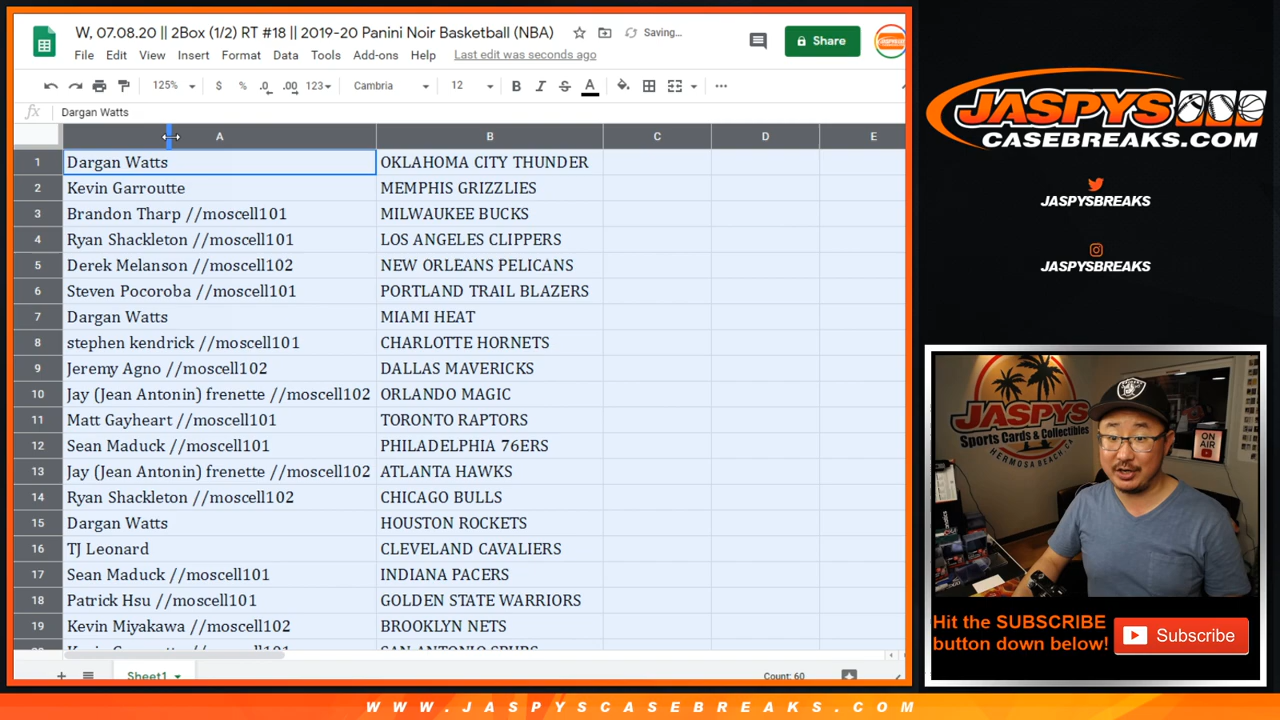 W, 07.08.20 || 2Box (1/2) RT #18 || 2019-20 Panini Noir Basketball (NBA)
Saving...
Share
File Edit View Insert Format Data Tools Add-ons Help Last edit was seconds ago
125% $ % .0 .00 123 Cambria 12 B I S A
fx Dargan Watts
A B C D E
1 Dargan Watts OKLAHOMA CITY THUNDER
2 Kevin Garroutte MEMPHIS GRIZZLIES
3 Brandon Tharp //moscell101 MILWAUKEE BUCKS
4 Ryan Shackleton //moscell101 LOS ANGELES CLIPPERS
5 Derek Melanson //moscell102 NEW ORLEANS PELICANS
6 Steven Pocoroba //moscell101 PORTLAND TRAIL BLAZERS
7 Dargan Watts MIAMI HEAT
8 stephen kendrick //moscell101 CHARLOTTE HORNETS
9 Jeremy Agno //moscell102 DALLAS MAVERICKS
10 Jay (Jean Antonin) frenette //moscell102 ORLANDO MAGIC
11 Matt Gayheart //moscell101 TORONTO RAPTORS
12 Sean Maduck //moscell101 PHILADELPHIA 76ERS
13 Jay (Jean Antonin) frenette //moscell102 ATLANTA HAWKS
14 Ryan Shackleton //moscell102 CHICAGO BULLS
15 Dargan Watts HOUSTON ROCKETS
16 TJ Leonard CLEVELAND CAVALIERS
17 Sean Maduck //moscell101 INDIANA PACERS
18 Patrick Hsu //moscell101 GOLDEN STATE WARRIORS
19 Kevin Miyakawa //moscell102 BROOKLYN NETS
Sheet1
Count: 60
JASPYS
CASEBREAKS.COM
JASPYSBREAKS
JASPYSBREAKS
JASPYS
Sports Cards & Collectibles
HERMOSA BEACH
ON AIR
Hit the SUBSCRIBE
button down below!
Subscribe
WWW.JASPYSCASEBREAKS.COM